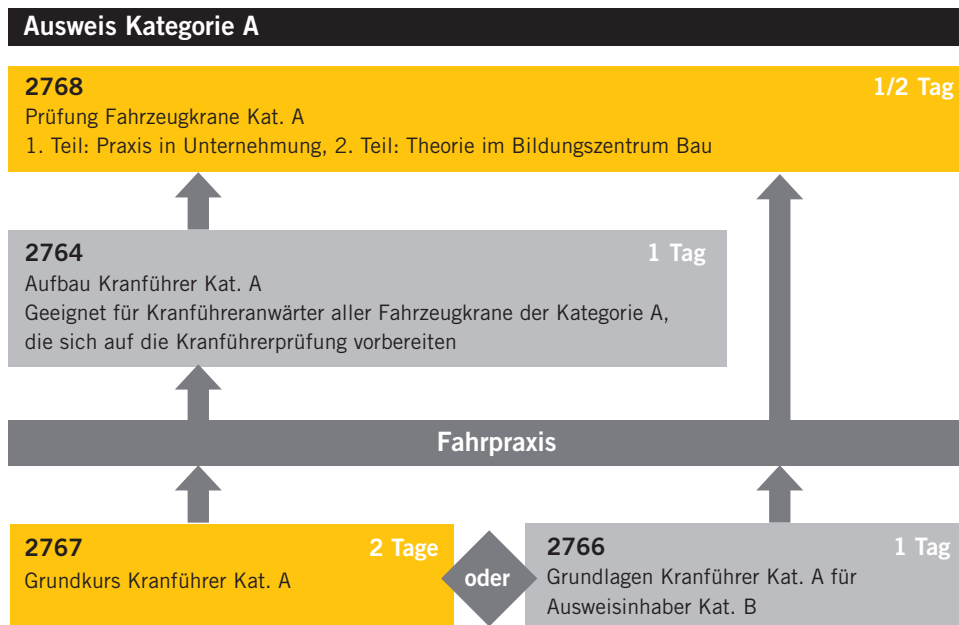 Ausweis Kategorie A
2768
1/2 Tag
Prüfung Fahrzeugkrane Kat. A
1. Teil: Praxis in Unternehmung, 2. Teil: Theorie im Bildungszentrum Bau
2764
1 Tag
Aufbau Kranführer Kat. A
Geeignet für Kranführeranwärter aller Fahrzeugkrane der Kategorie A,
die sich auf die Kranführerprüfung vorbereiten
Fahrpraxis
2767
2 Tage
Grundkurs Kranführer Kat. A
oder
2766
1 Tag
Grundlagen Kranführer Kat. A für
Ausweisinhaber Kat. B